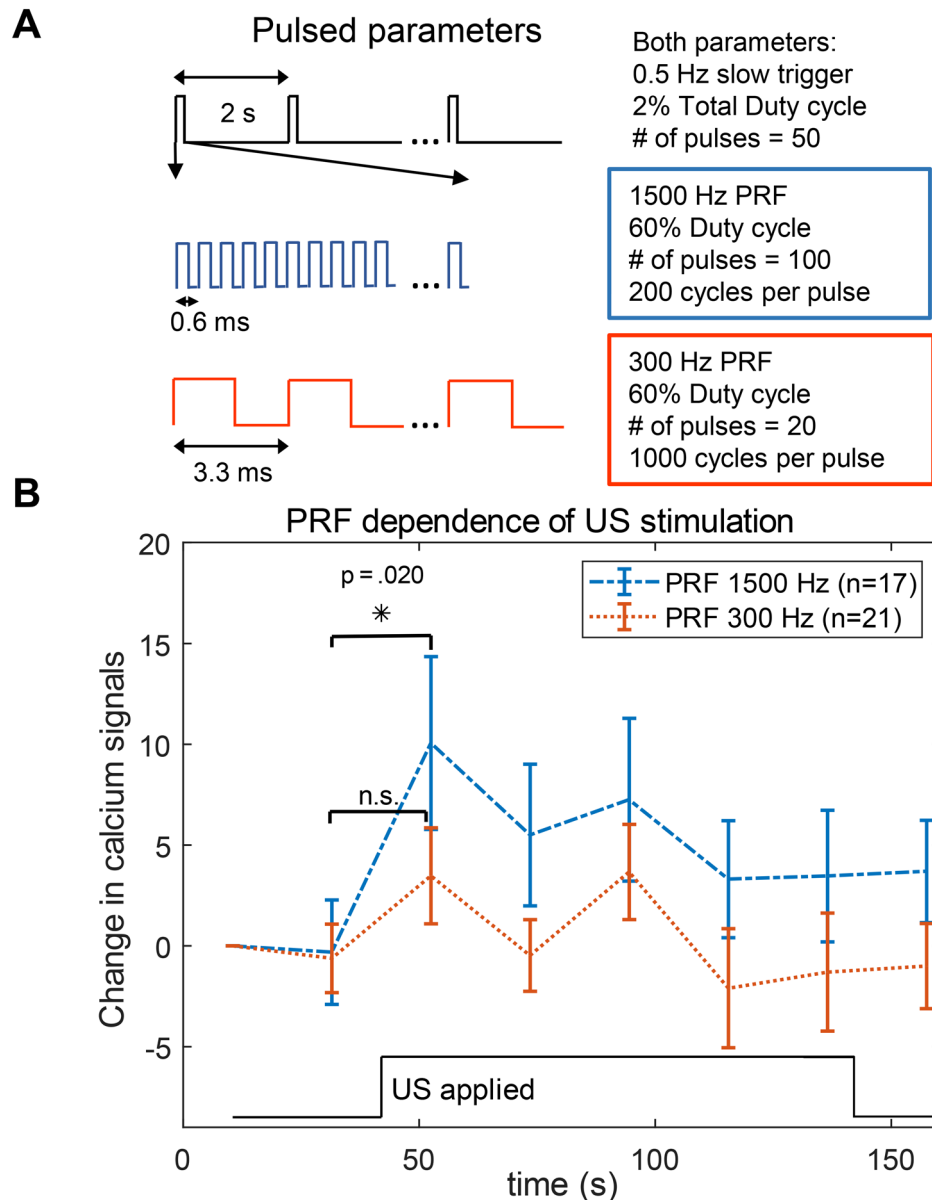 A
Pulsed parameters
2 s
...
Both parameters:
0.5 Hz slow trigger
2% Total Duty cycle
# of pulses = 50
...
0.6 ms
1500 Hz PRF
60% Duty cycle
# of pulses = 100
200 cycles per pulse
...
3.3 ms
300 Hz PRF
60% Duty cycle
# of pulses = 20
1000 cycles per pulse
B
PRF dependence of US stimulation
20
15
10
5
0
-5
Change in calcium signals
p = .020
*
n.s.
PRF 1500 Hz (n=17)
PRF 300 Hz (n=21)
US applied
0 50 100 150
time (s)